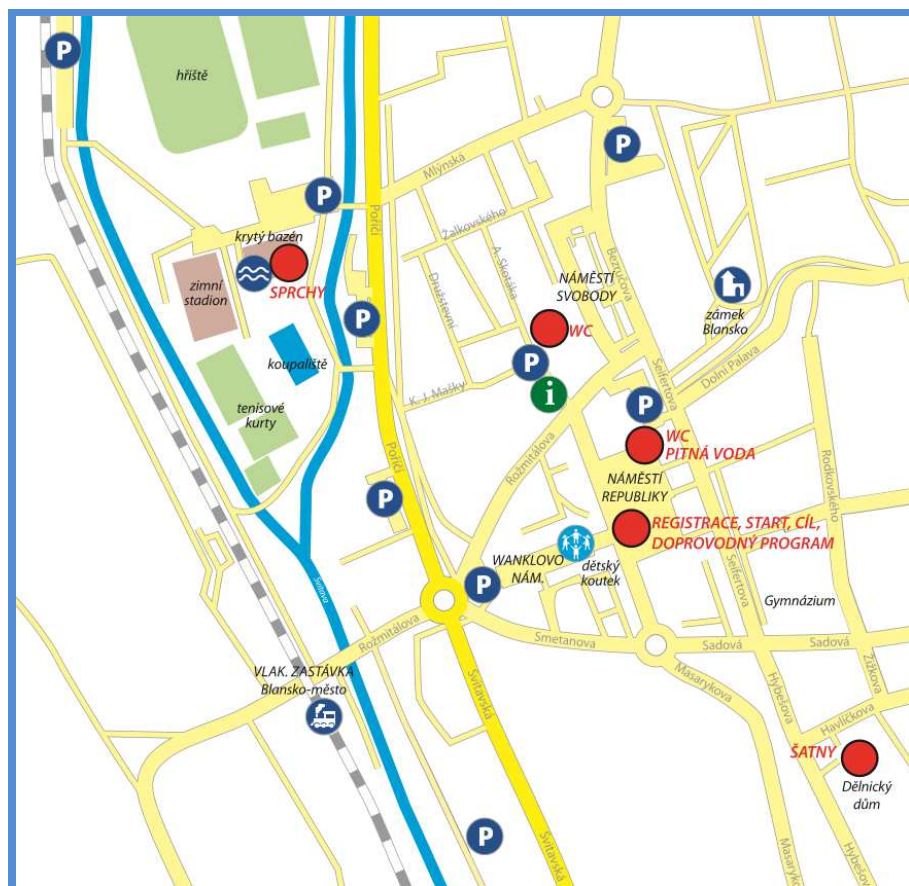 P
hřiště
P
Mlýnská
P
Poříčí
Žalkovského
krytý bazén
A. Skotáka
Bezručova
SPRCHY
zimní
stadion
Družstevní
NÁMĚSTÍ
SVOBODY
zámek
Blansko
P
WC
koupaliště
P
Seifertova
Dolní Palava
K. J. Mašky
i
tenisové
kurty
P
WC
PITNÁ VODA
Poříčí
Rožmitálova
Rodkovského
NÁMĚSTÍ
REPUBLIKY
P
REGISTRACE, START, CÍL,
DOPROVODNÝ PROGRAM
WANKLOVO
NÁM.
dětský
koutek
Svitava
P
Seifertova
Gymnázium
Rožmitálova
Smetanova
Sadová
Sadová
VLAK. ZASTÁVKA
Blansko-město
Svitavská
Masarykova
Hybešova
Žižkova
Havlíčkova
ŠATNY
Dělnický
dům
P
Svitavská
Masarykova
Hybešova